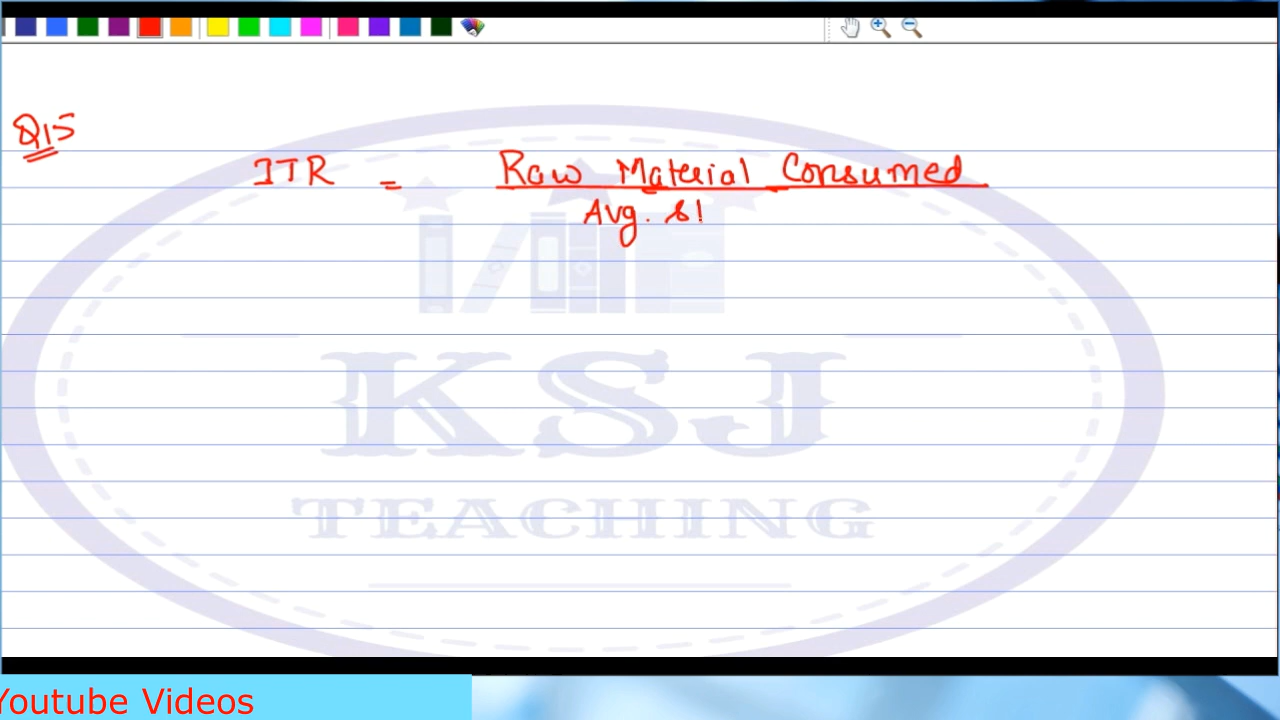 Q15
ITR = Raw Material Consumed
Avg.
KSJ
TEACHING
Youtube Videos